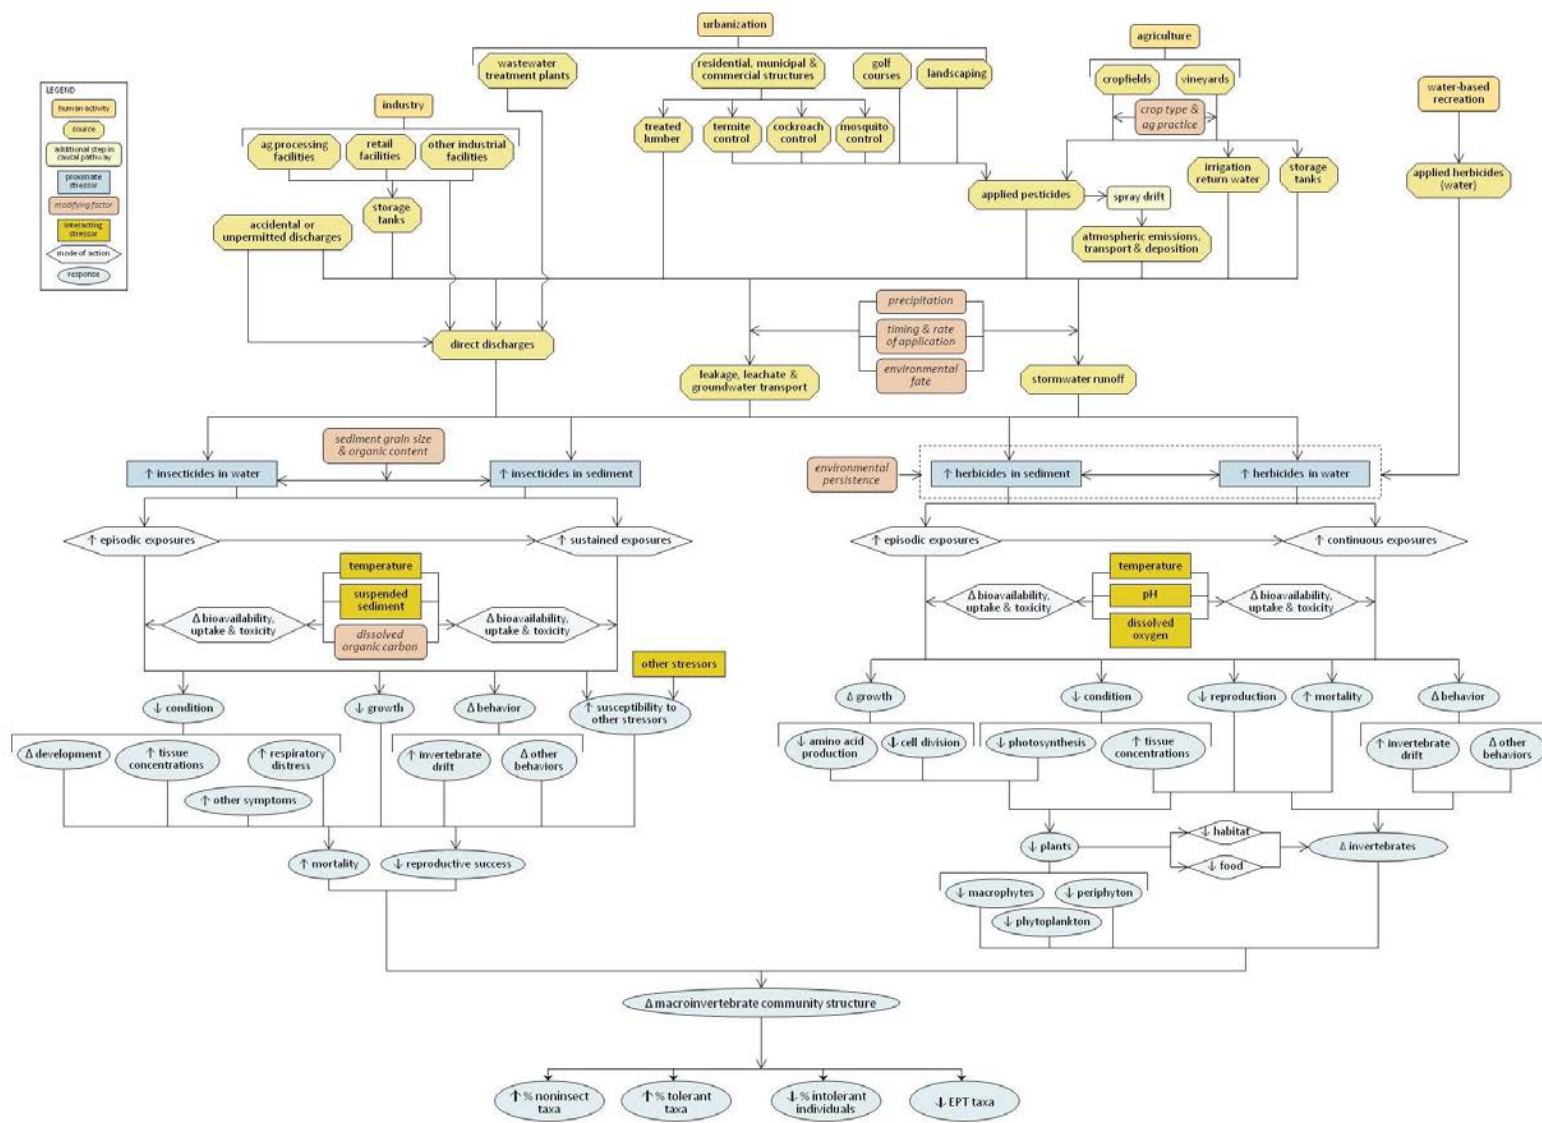 urbanization
agriculture
wastewater
treatment plants
residential, municipal &
commercial structures
golf
courses
landscaping
cropfields
vineyards
water-based
recreation
LEGEND
human activity
source
additional step in
causal pathway
proximate
stressor
modifying factor
interacting
stressor
mode of action
response
industry
crop type &
ag practice
treated
lumber
termite
control
cockroach
control
mosquito
control
ag processing
facilities
retail
facilities
other industrial
facilities
irrigation
return water
storage
tanks
applied herbicides
(water)
applied pesticides
spray drift
storage
tanks
accidental or
unpermitted discharges
atmospheric emissions,
transport & deposition
precipitation
timing & rate
of application
environmental
fate
direct discharges
leakage, leachate &
groundwater transport
stormwater runoff
sediment grain size
& organic content
↑ insecticides in water
↑ insecticides in sediment
environmental
persistence
↑ herbicides in sediment
↑ herbicides in water
↑ episodic exposures
↑ sustained exposures
↑ episodic exposures
↑ continuous exposures
temperature
suspended
sediment
dissolved
organic carbon
Δ bioavailability,
uptake & toxicity
Δ bioavailability,
uptake & toxicity
temperature
pH
dissolved
oxygen
Δ bioavailability,
uptake & toxicity
Δ bioavailability,
uptake & toxicity
other stressors
↓ condition
↓ growth
Δ behavior
↑ susceptibility to
other stressors
Δ growth
↓ condition
↓ reproduction
↑ mortality
Δ behavior
Δ development
↑ tissue
concentrations
↑ respiratory
distress
↑ other symptoms
↑ invertebrate
drift
Δ other
behaviors
↓ amino acid
production
↓ cell division
↓ photosynthesis
↑ tissue
concentrations
↑ invertebrate
drift
Δ other
behaviors
↑ mortality
↓ reproductive success
↓ plants
↓ habitat
↓ food
Δ invertebrates
↓ macrophytes
↓ periphyton
↓ phytoplankton
Δ macroinvertebrate community structure
↑ % noninsect
taxa
↑ % tolerant
taxa
↓ % intolerant
individuals
↓ EPT taxa